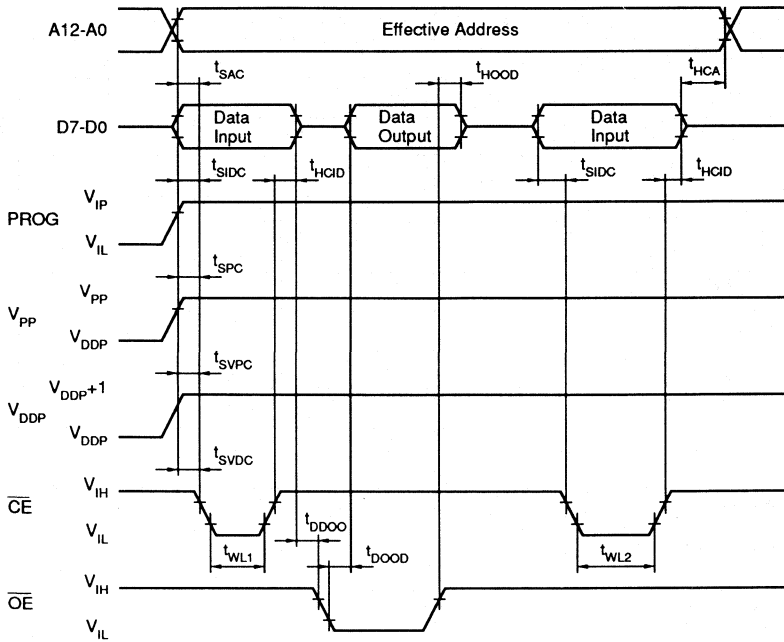 A12-A0
Effective Address
tSAC
tHOOD
tHCA
D7-D0
Data
Input
Data
Output
Data
Input
tSIDC
tHCID
tSIDC
tHCID
PROG
VIP
VIL
tSPC
VPP
VPP
VDDP
tSVPC
VDDP
VDDP+1
VDDP
tSVDC
CE
VIH
VIL
tWL1
tDDOO
tDOOD
tWL2
OE
VIH
VIL